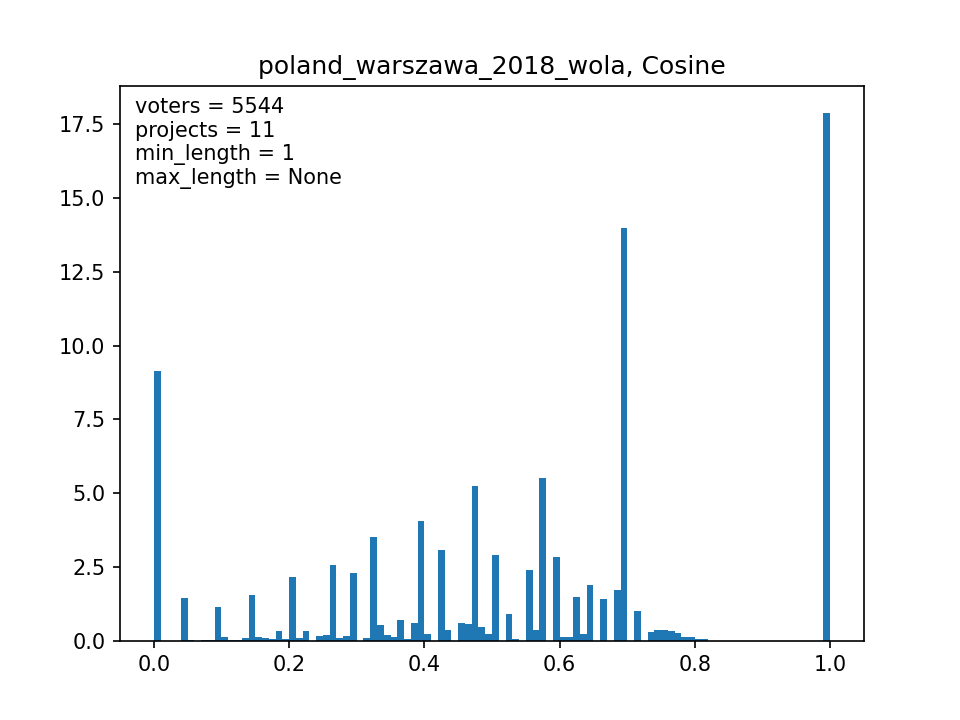 poland_warszawa_2018_wola, Cosine
voters = 5544
projects = 11
min_length = 1
max_length = None
17.5
15.0
12.5
10.0
7.5
5.0
2.5
0.0
0.0 0.2 0.4 0.6 0.8 1.0